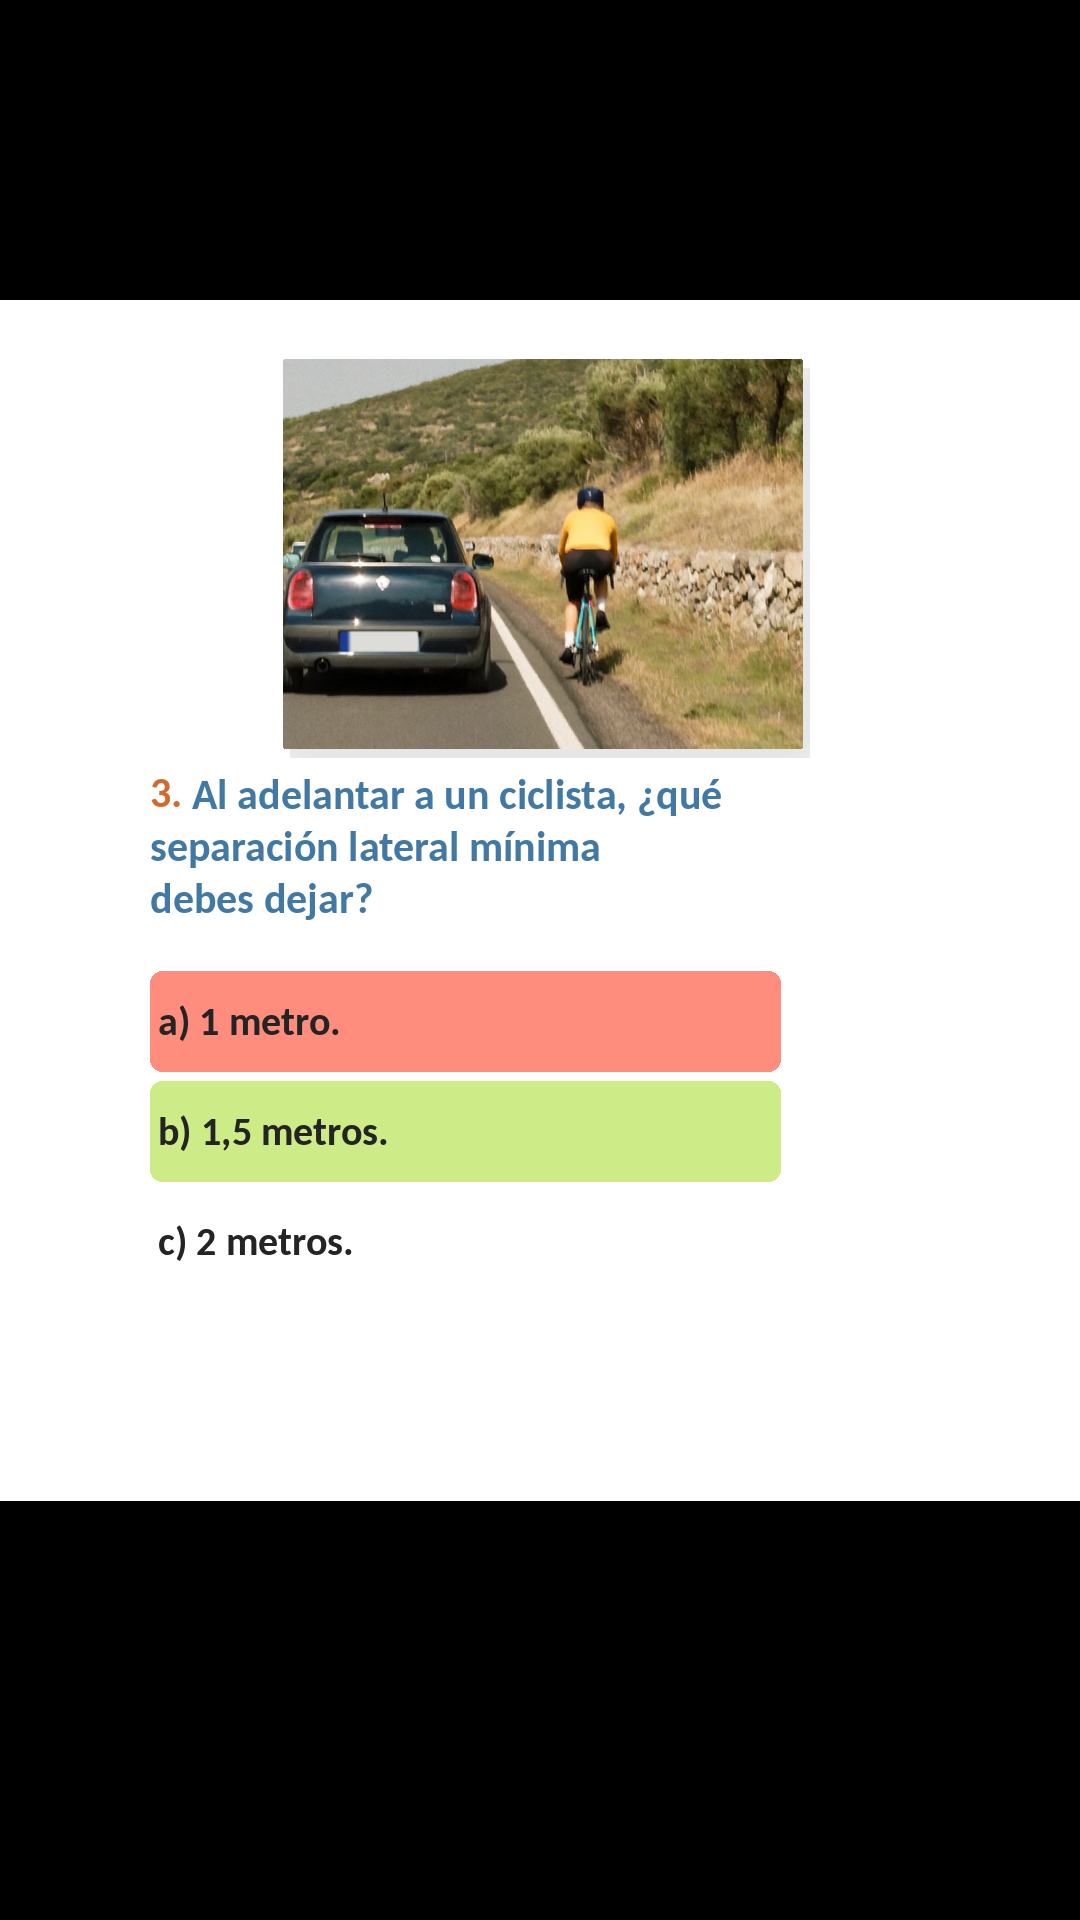 3. Al adelantar a un ciclista, ¿qué
separación lateral mínima
debes dejar?
a) 1 metro.
b) 1,5 metros.
c) 2 metros.